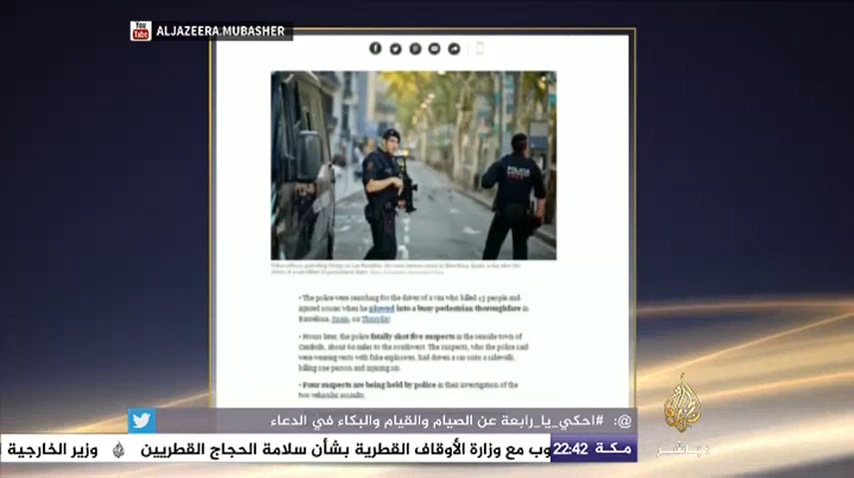 You Tube ALJAZEERA.MUBASHER
POLICIA
• The police were searching for the driver of a van who killed 13 people and
injured scores when he plowed into a busy pedestrian thoroughfare in
Barcelona, Spain, on Thursday.
• Hours later, the police fatally shot five suspects in the seaside town of
Cambrils, about 60 miles to the southwest. The suspects, who the police said
were wearing vests with fake explosives, had driven a car onto a sidewalk,
killing one person and injuring six.
• Four suspects are being held by police in their investigation of the
two vehicular assaults.
@: #احكي_يا_رابعة عن الصيام والقيام والبكاء في الدعاء
مكة 22:42
وب مع وزارة الأوقاف القطرية بشأن سلامة الحجاج القطريين
وزير الخارجية
الجزيرة
مباشر